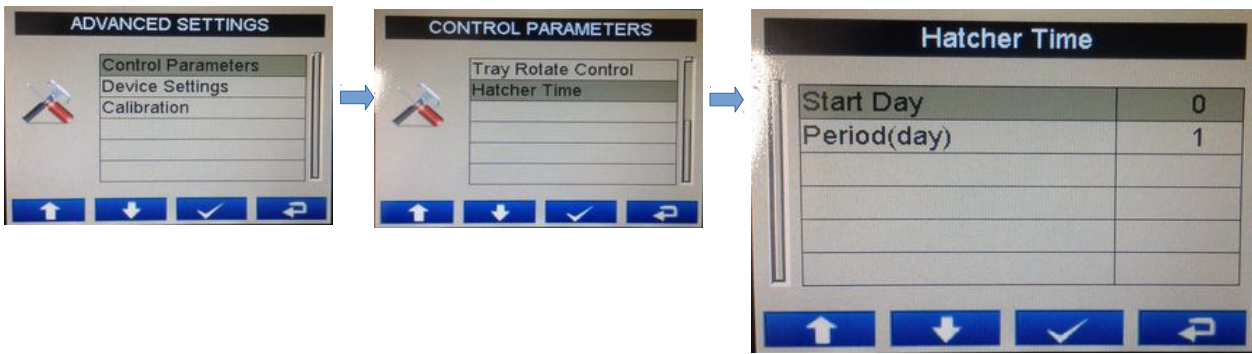 ADVANCED SETTINGS
Control Parameters
Device Settings
Calibration
CONTROL PARAMETERS
Tray Rotate Control
Hatcher Time
Hatcher Time
Start Day 0
Period(day) 1